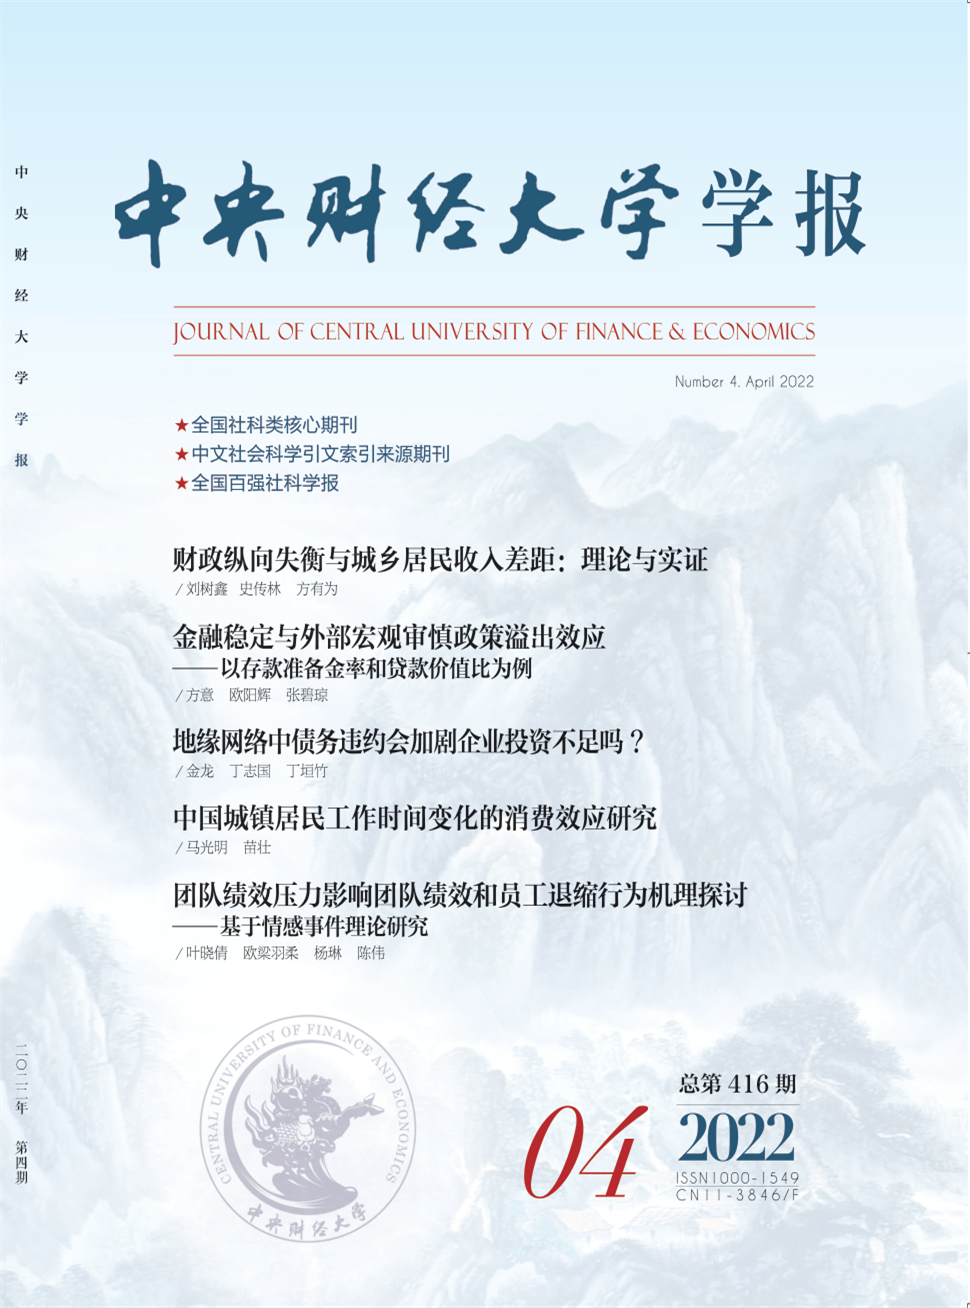 中央财经大学学报
中央财经大学学报
JOURNAL OF CENTRAL UNIVERSITY OF FINANCE & ECONOMICS
Number 4. April 2022
★全国社科类核心期刊
★中文社会科学引文索引来源期刊
★全国百强社科学报
财政纵向失衡与城乡居民收入差距：理论与实证
/刘树鑫 史传林 方有为
金融稳定与外部宏观审慎政策溢出效应
——以存款准备金率和贷款价值比为例
/方意 欧阳辉 张碧琼
地缘网络中债务违约会加剧企业投资不足吗？
/金龙 丁志国 丁垣竹
中国城镇居民工作时间变化的消费效应研究
/马光明 苗壮
团队绩效压力影响团队绩效和员工退缩行为机理探讨
——基于情感事件理论研究
/叶晓倩 欧梁羽柔 杨琳 陈伟
CENTRAL UNIVERSITY OF FINANCE AND ECONOMICS
中央财经大学
04
总第 416 期
2022
ISSN1000-1549
CN11-3846/F
二〇二二年 第四期